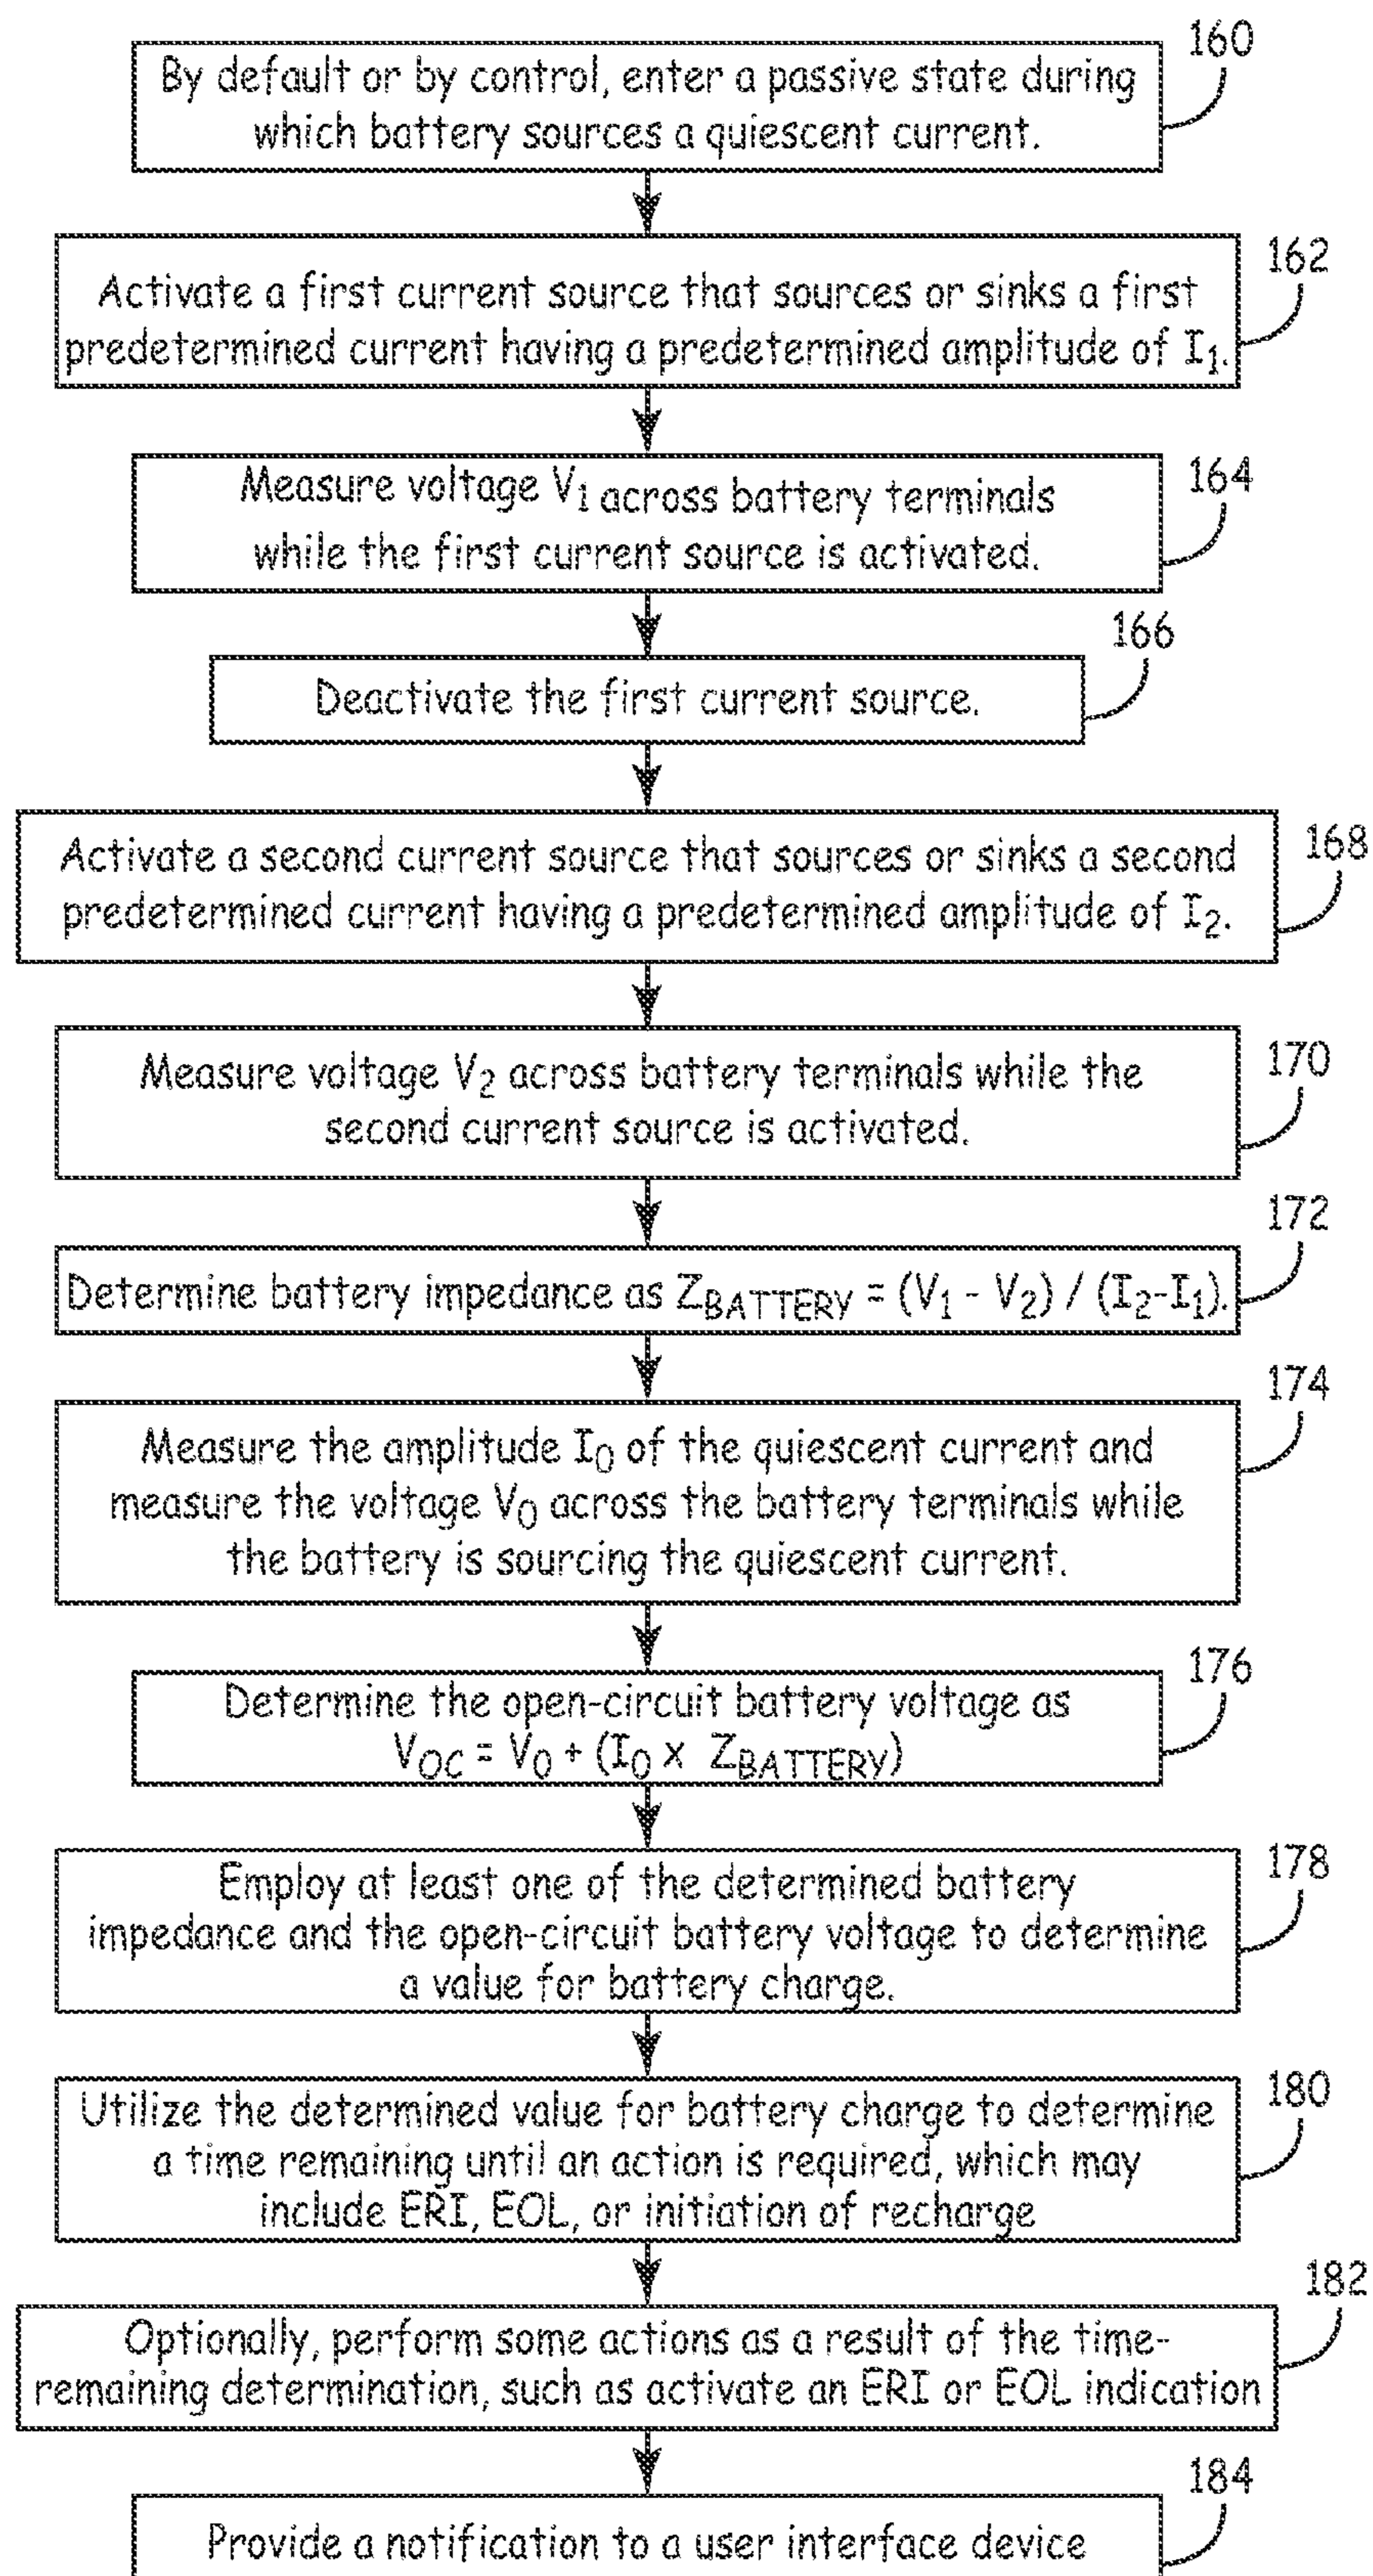 160
By default or by control, enter a passive state during
which battery sources a quiescent current.
162
Activate a first current source that sources or sinks a first
predetermined current having a predetermined amplitude of I₁.
164
Measure voltage V₁ across battery terminals
while the first current source is activated.
166
Deactivate the first current source.
168
Activate a second current source that sources or sinks a second
predetermined current having a predetermined amplitude of I₂.
170
Measure voltage V₂ across battery terminals while the
second current source is activated.
172
Determine battery impedance as Z_BATTERY = (V₁ - V₂) / (I₂-I₁).
174
Measure the amplitude I₀ of the quiescent current and
measure the voltage V₀ across the battery terminals while
the battery is sourcing the quiescent current.
176
Determine the open-circuit battery voltage as
V_OC = V₀ + (I₀ x Z_BATTERY)
178
Employ at least one of the determined battery
impedance and the open-circuit battery voltage to determine
a value for battery charge.
180
Utilize the determined value for battery charge to determine
a time remaining until an action is required, which may
include ERI, EOL, or initiation of recharge
182
Optionally, perform some actions as a result of the time-
remaining determination, such as activate an ERI or EOL indication
184
Provide a notification to a user interface device